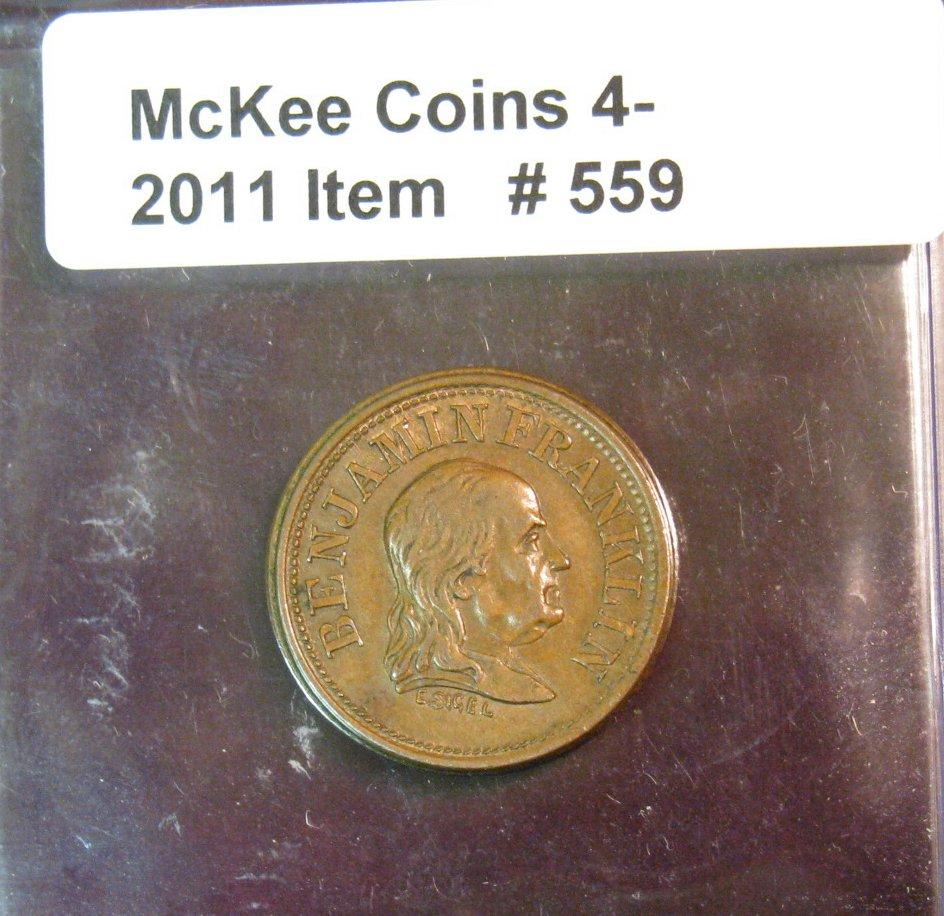 McKee Coins 4-
2011 Item # 559
BENJAMIN FRANKLIN
E.SIGEL